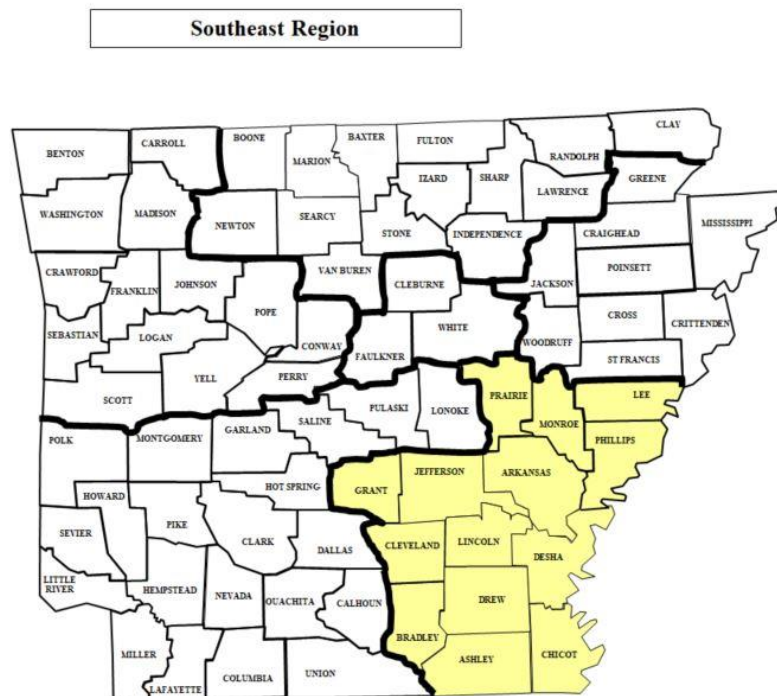 Southeast Region
CLAY
CARROLL
BOONE
BAXTER
FULTON
BENTON
MARION
RANDOLPH
IZARD
SHARP
GREENE
LAWRENCE
WASHINGTON
MADISON
SEARCY
NEWTON
STONE
INDEPENDENCE
CRAIGHEAD
MISSISSIPPI
CRAWFORD
FRANKLIN
JOHNSON
VAN BUREN
CLEBURNE
JACKSON
POINSETT
POPE
SEBASTIAN
LOGAN
CONWAY
WHITE
CROSS
CRITTENDEN
FAULKNER
WOODRUFF
ST FRANCIS
YELL
PERRY
SCOTT
PRAIRIE
LEE
PULASKI
LONOKE
SALINE
GARLAND
MONROE
POLK
MONTGOMERY
PHILLIPS
JEFFERSON
ARKANSAS
HOT SPRING
GRANT
HOWARD
PIKE
SEVIER
CLARK
DALLAS
CLEVELAND
LINCOLN
DESHA
LITTLE
RIVER
HEMPSTEAD
NEVADA
OUACHITA
CALHOUN
DREW
BRADLEY
MILLER
ASHLEY
CHICOT
LAFAYETTE
COLUMBIA
UNION